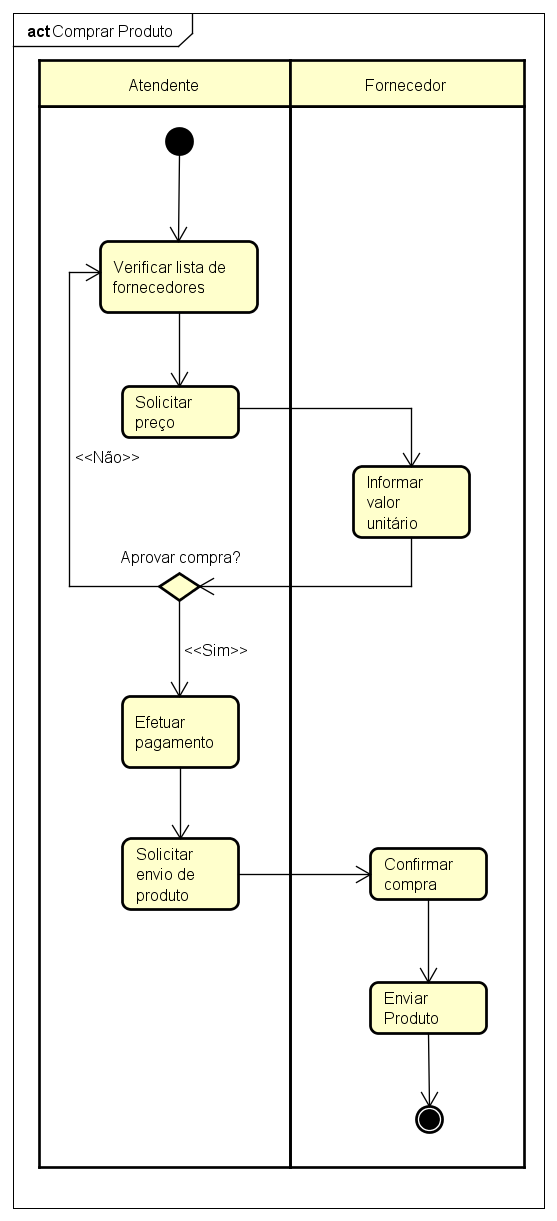 act Comprar Produto
Atendente
Fornecedor
Verificar lista de
fornecedores
Solicitar
preço
<<Não>>
Informar
valor
unitário
Aprovar compra?
<<Sim>>
Efetuar
pagamento
Solicitar
envio de
produto
Confirmar
compra
Enviar
Produto